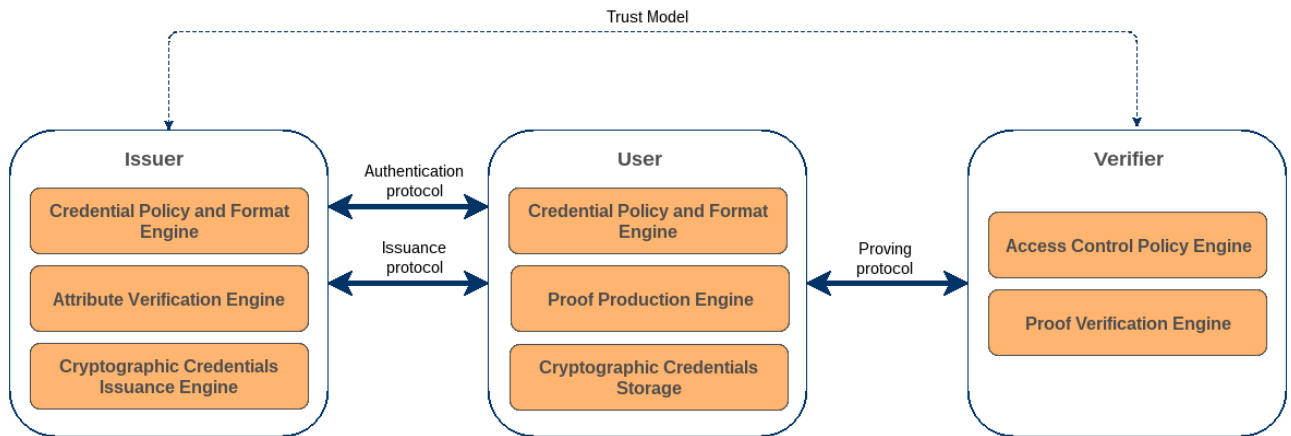 Trust Model
Issuer
Credential Policy and Format
Engine
Attribute Verification Engine
Cryptographic Credentials
Issuance Engine
Authentication
protocol
Issuance
protocol
User
Credential Policy and Format
Engine
Proof Production Engine
Cryptographic Credentials
Storage
Proving
protocol
Verifier
Access Control Policy Engine
Proof Verification Engine